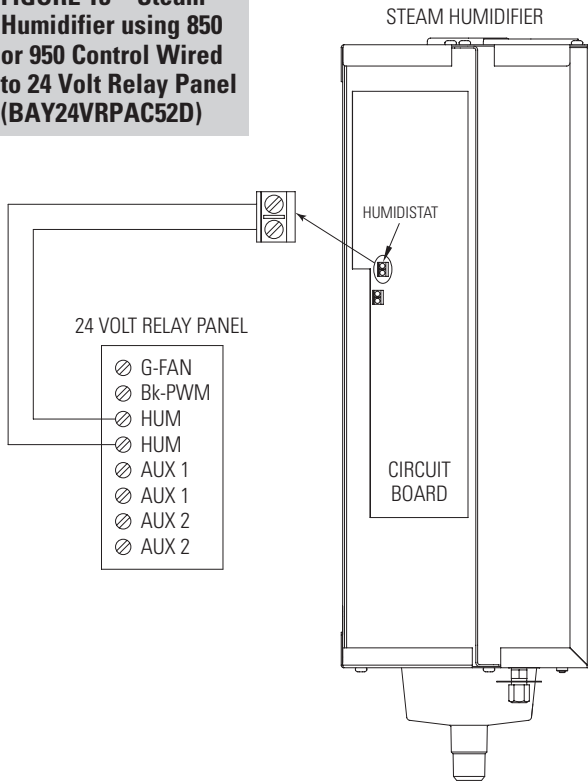 Humidifier using 850
or 950 Control Wired
to 24 Volt Relay Panel
(BAY24VRPAC52D)
STEAM HUMIDIFIER
HUMIDISTAT
24 VOLT RELAY PANEL
G-FAN
Bk-PWM
HUM
HUM
AUX 1
AUX 1
AUX 2
AUX 2
CIRCUIT
BOARD